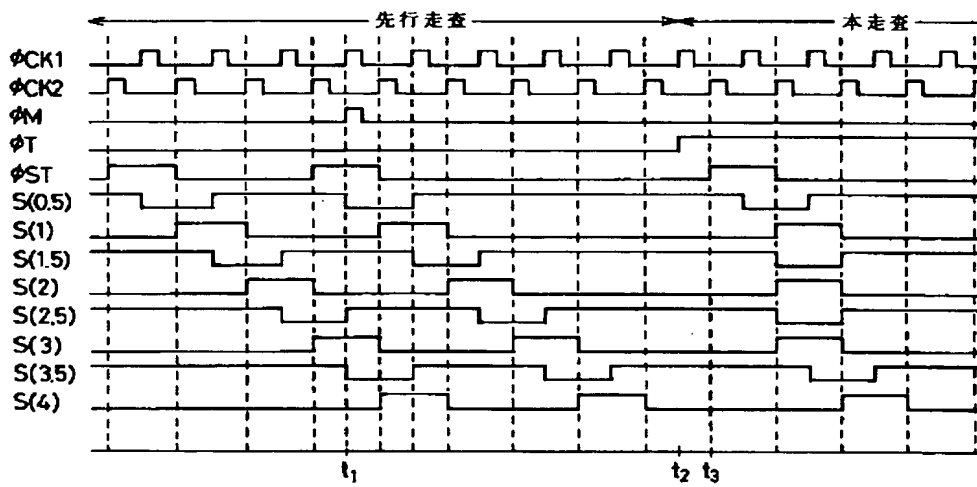 先行走査 本走査
φCK1
φCK2
φM
φT
φST
S(0.5)
S(1)
S(1.5)
S(2)
S(2.5)
S(3)
S(3.5)
S(4)
t1 t2 t3